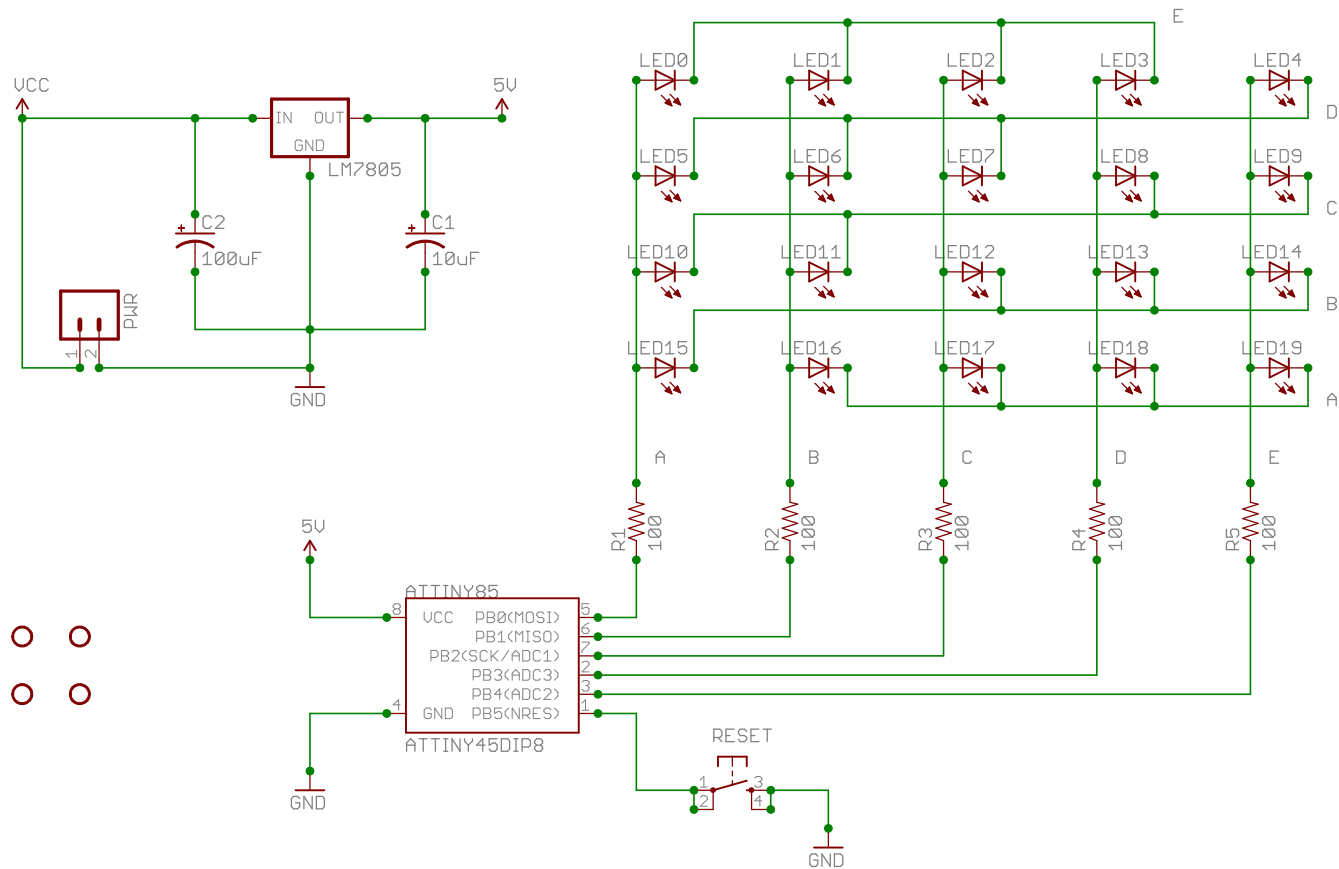 E
LED0 LED1 LED2 LED3 LED4
VCC 5V
IN OUT
GND
LM7805
D
LED5 LED6 LED7 LED8 LED9
C2 C1
100uF 10uF
C
LED10 LED11 LED12 LED13 LED14
PWR
1 2
B
LED15 LED16 LED17 LED18 LED19
GND
A
A B C D E
R1 100 R2 100 R3 100 R4 100 R5 100
5V
ATTINY85
8 VCC PB0(MOSI) 5
PB1(MISO) 6
PB2(SCK/ADC1) 7
PB3(ADC3) 2
PB4(ADC2) 3
4 GND PB5(NRES) 1
ATTINY45DIP8
RESET
1 3
2 4
GND
GND